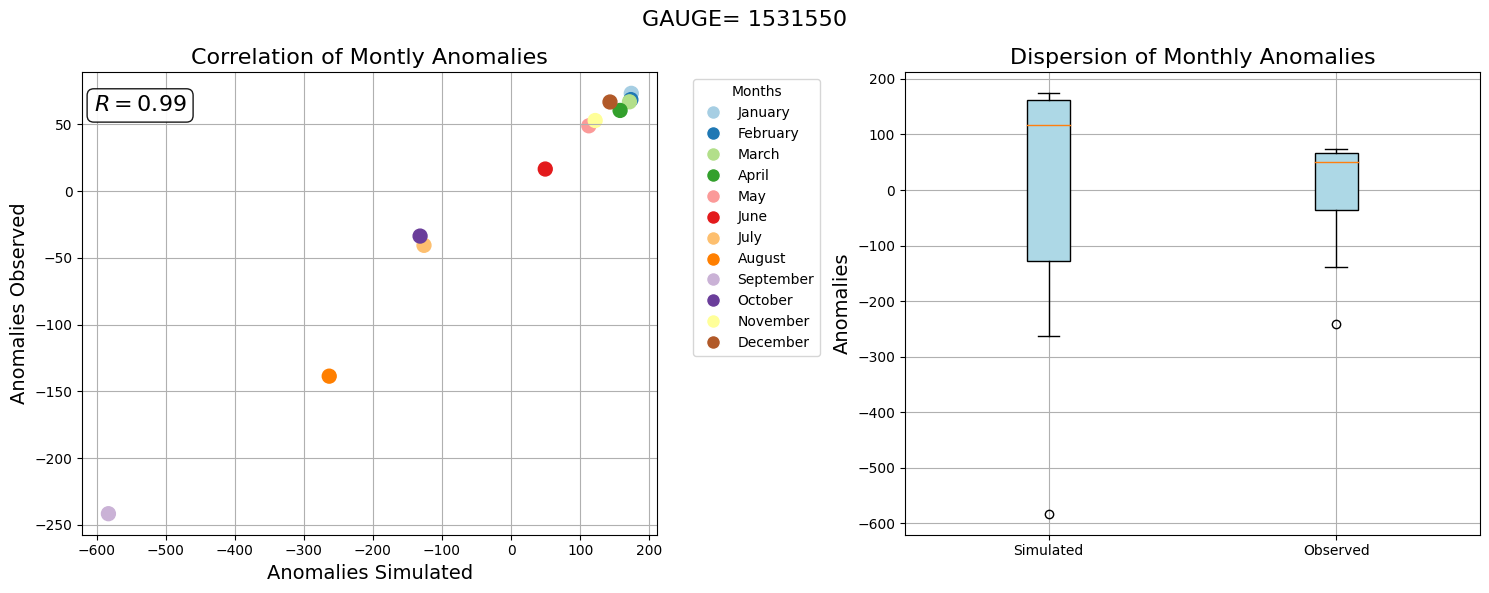 GAUGE= 1531550
Correlation of Montly Anomalies
R = 0.99
50
0
−50
−100
−150
−200
−250
Anomalies Observed
−600 −500 −400 −300 −200 −100 0 100 200
Anomalies Simulated
Months
January
February
March
April
May
June
July
August
September
October
November
December
Dispersion of Monthly Anomalies
200
100
0
−100
−200
−300
−400
−500
−600
Anomalies
Simulated Observed